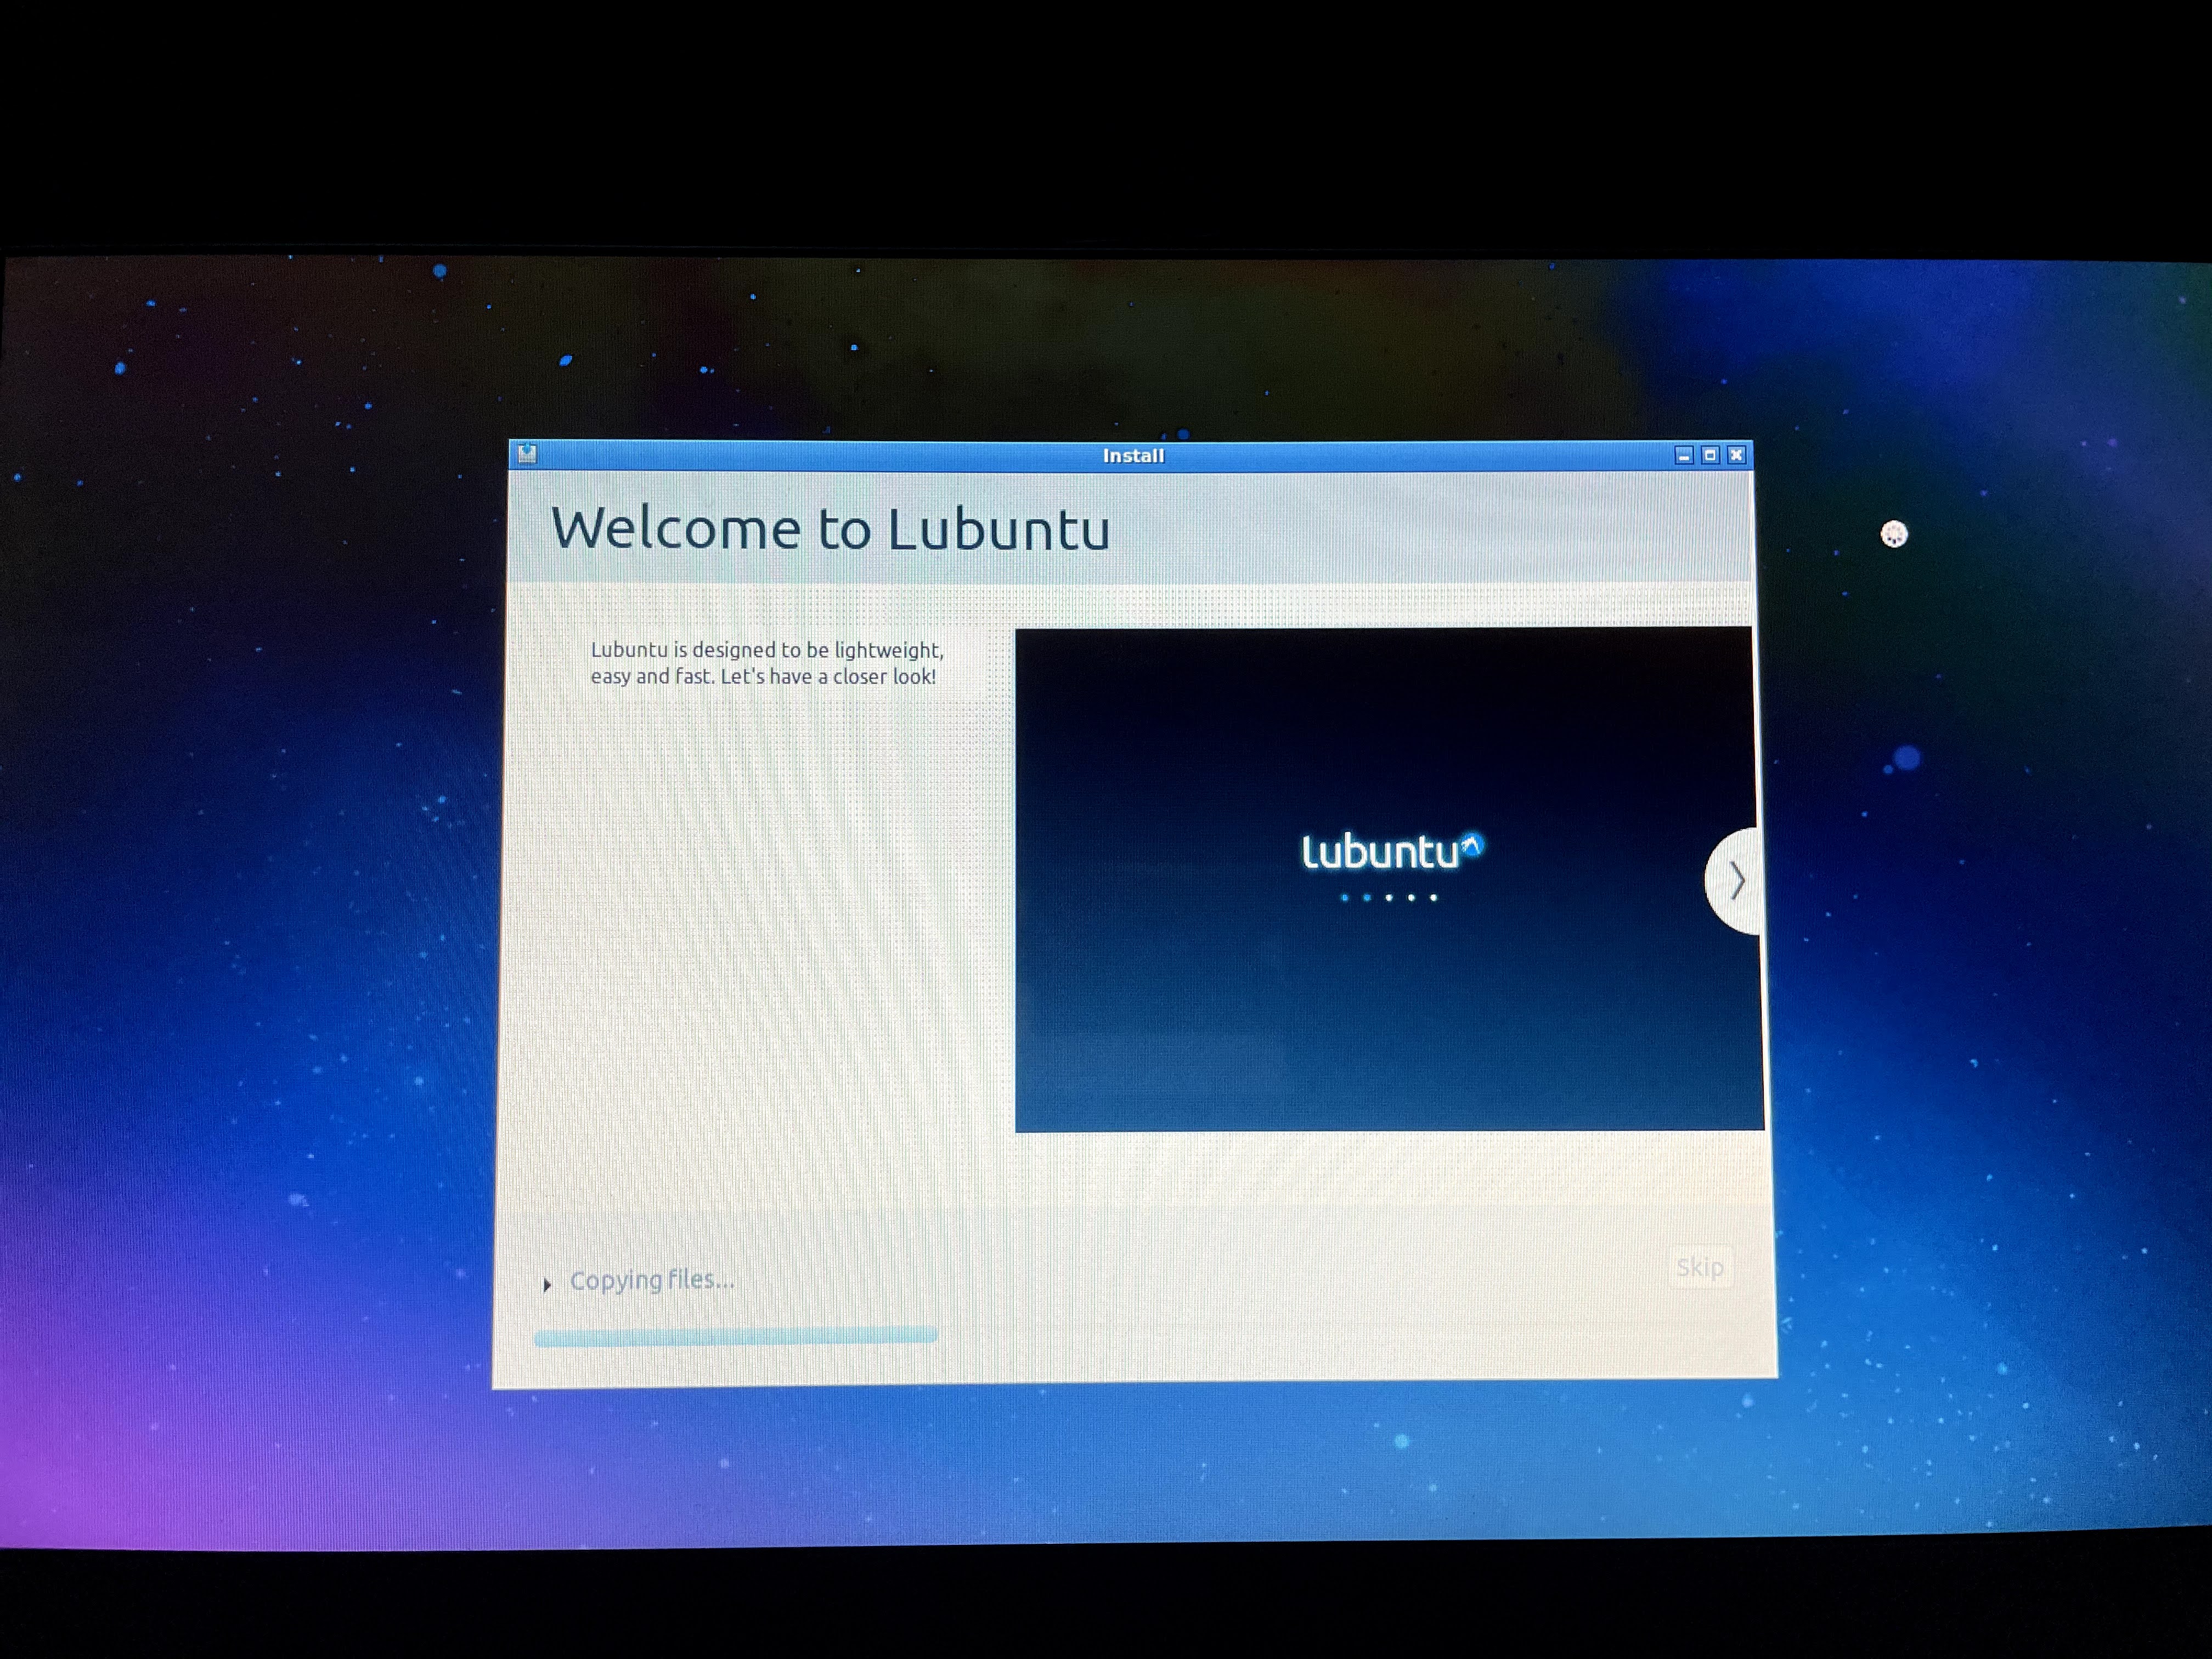 Install
Welcome to Lubuntu
Lubuntu is designed to be lightweight,
easy and fast. Let's have a closer look!
lubuntu
Copying files...
Skip